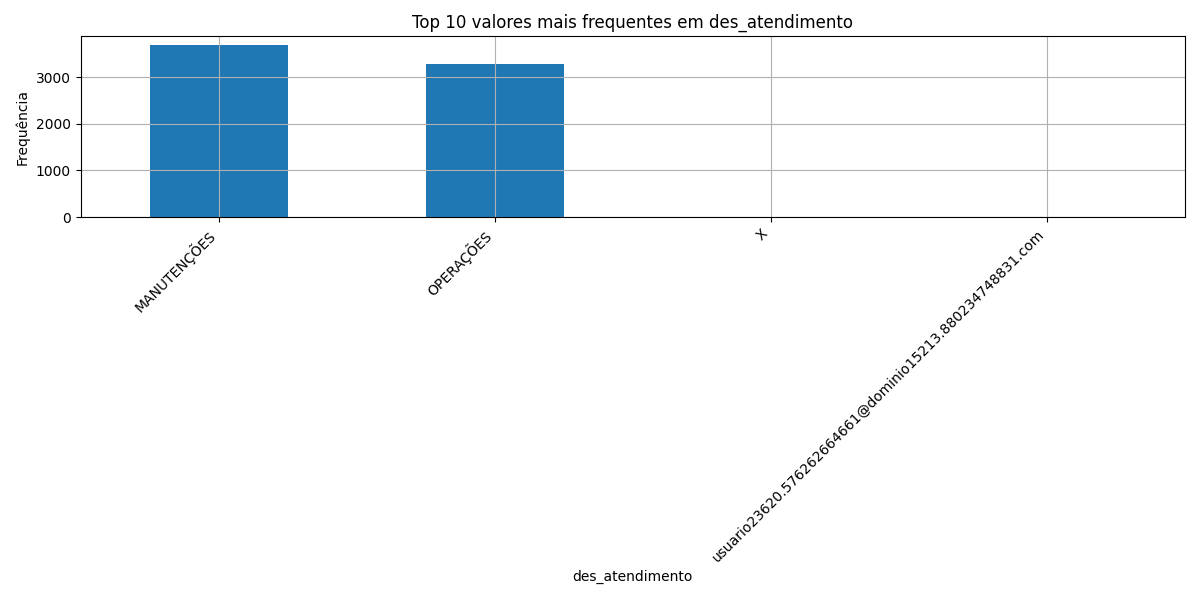 Top 10 valores mais frequentes em des_atendimento
Frequência
3000
2000
1000
0
MANUTENÇÕES
OPERAÇÕES
X
usuario23620.576262664661@dominio15213.880234748831.com
des_atendimento